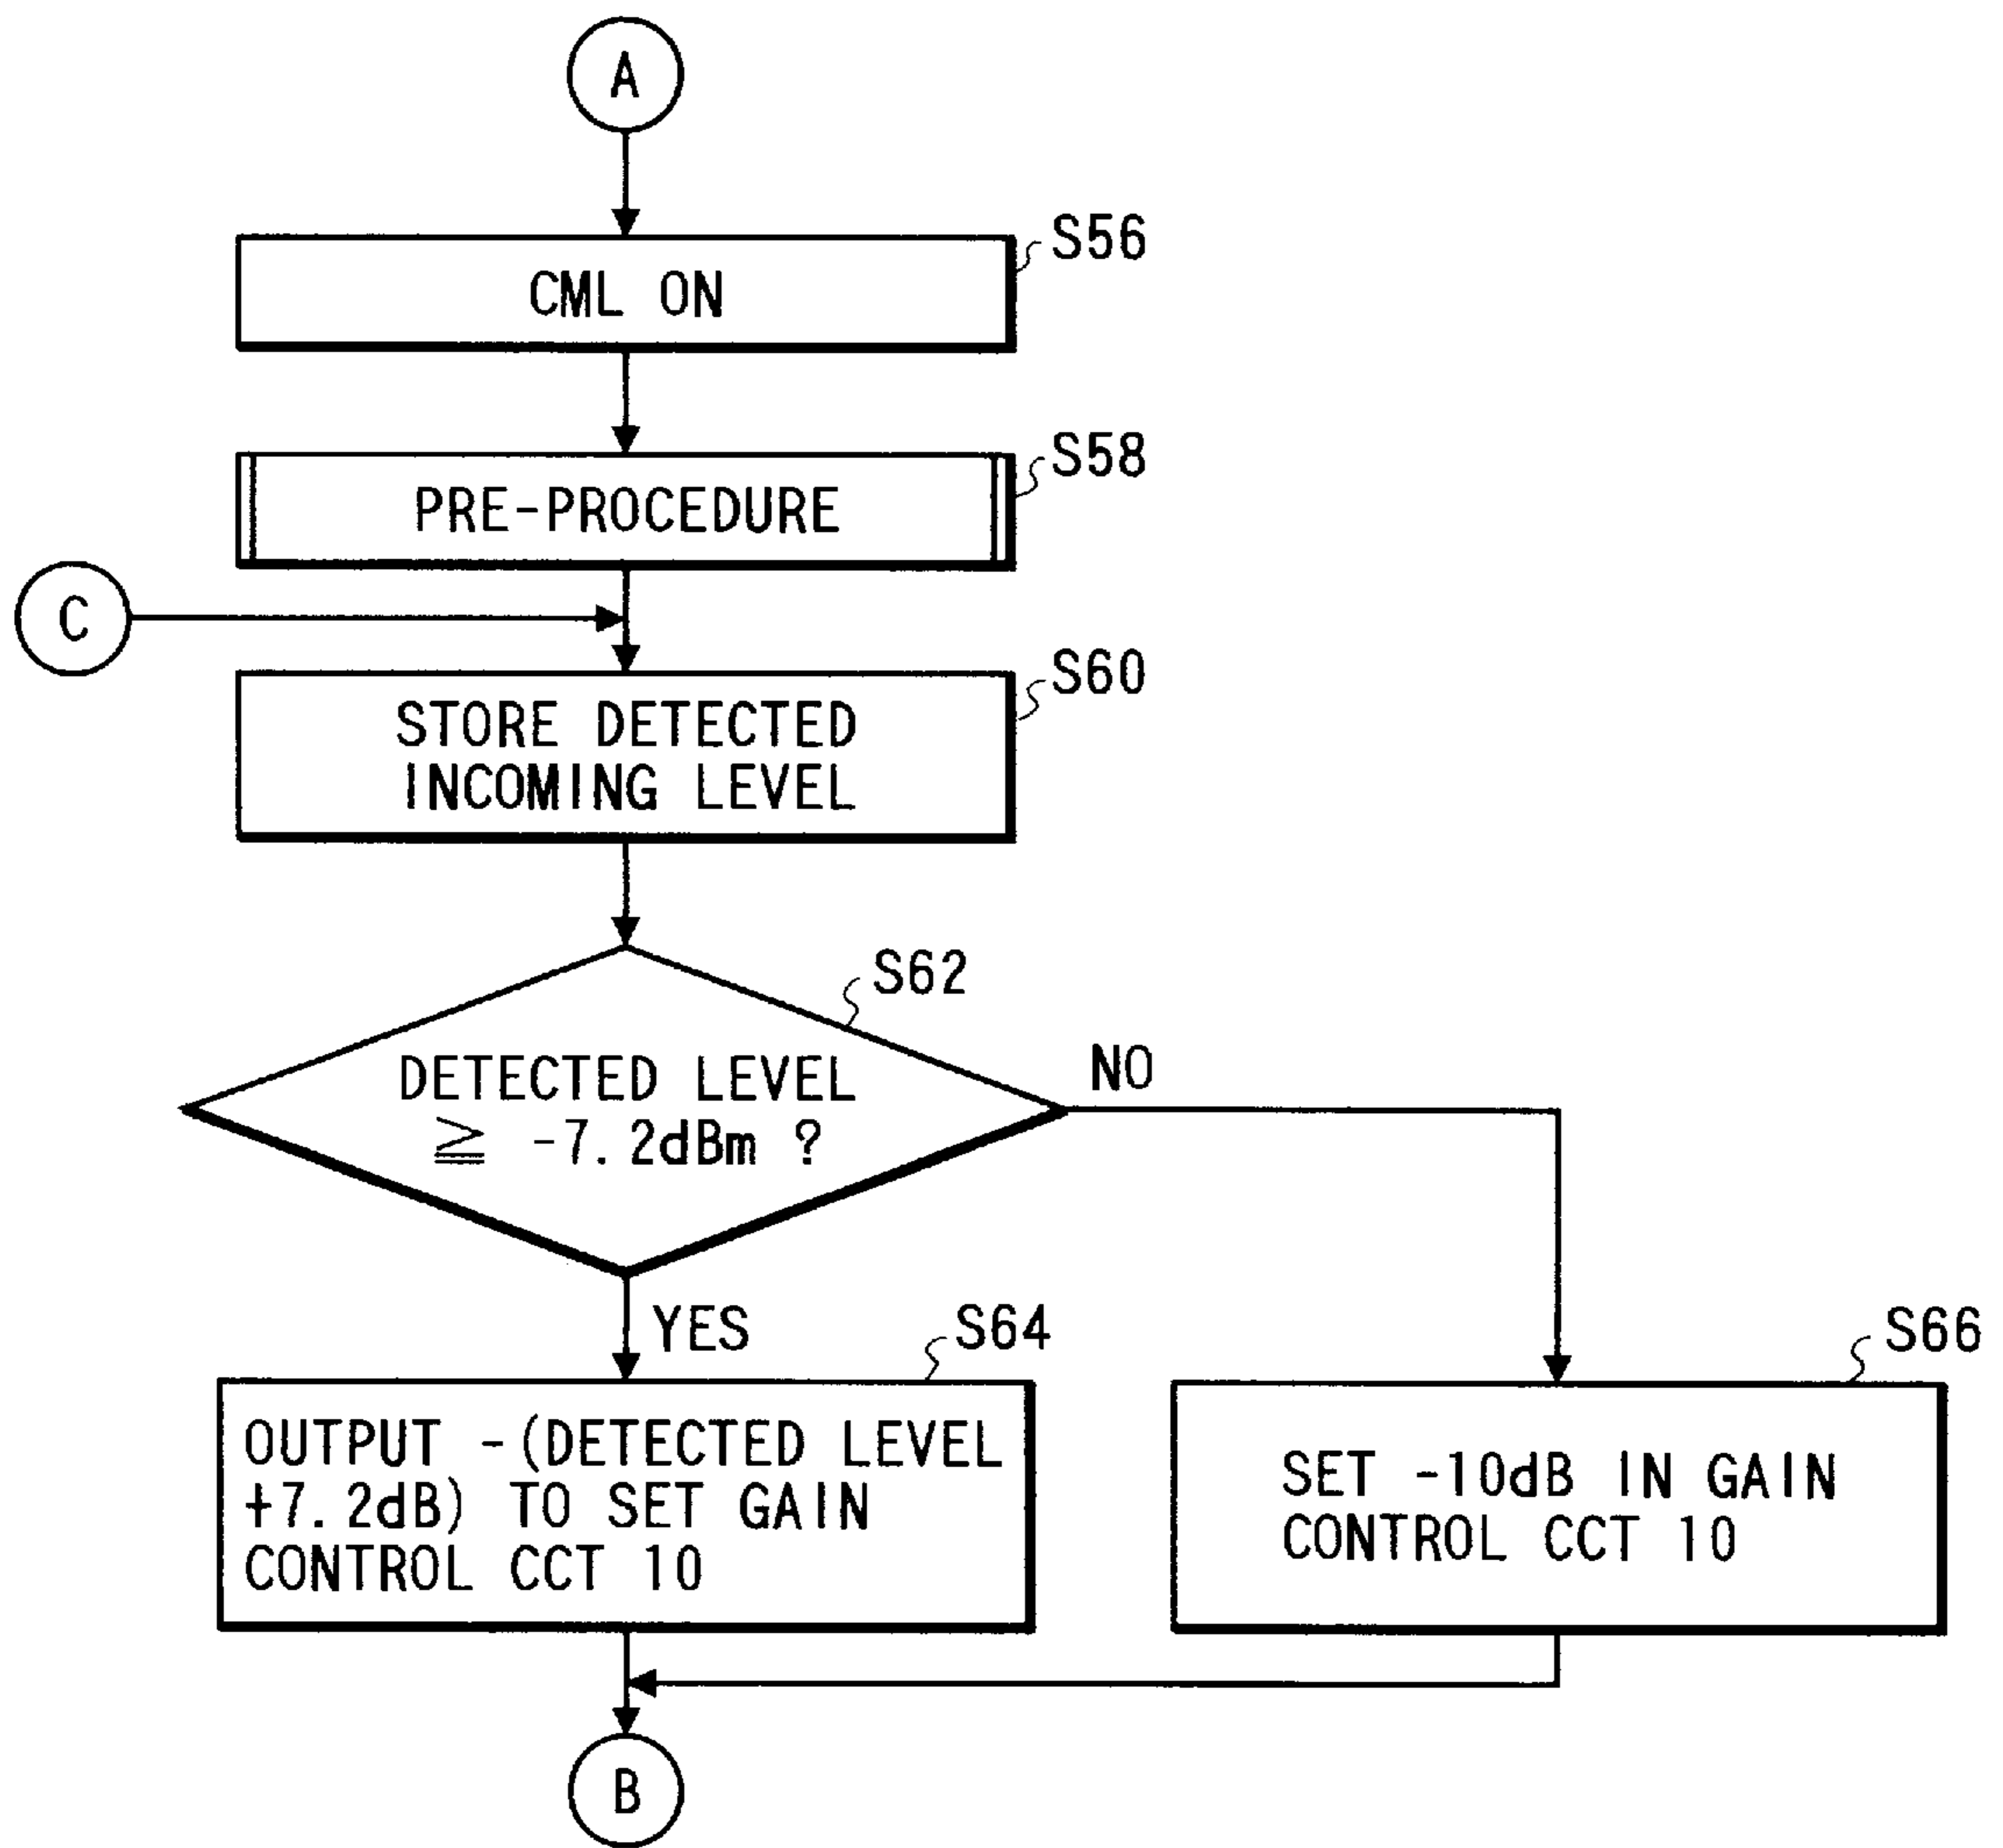 A
S56
CML ON
S58
PRE-PROCEDURE
C
S60
STORE DETECTED
INCOMING LEVEL
S62
DETECTED LEVEL
≧ -7.2dBm ?
NO
YES
S64
OUTPUT -(DETECTED LEVEL
+7.2dB) TO SET GAIN
CONTROL CCT 10
S66
SET -10dB IN GAIN
CONTROL CCT 10
B